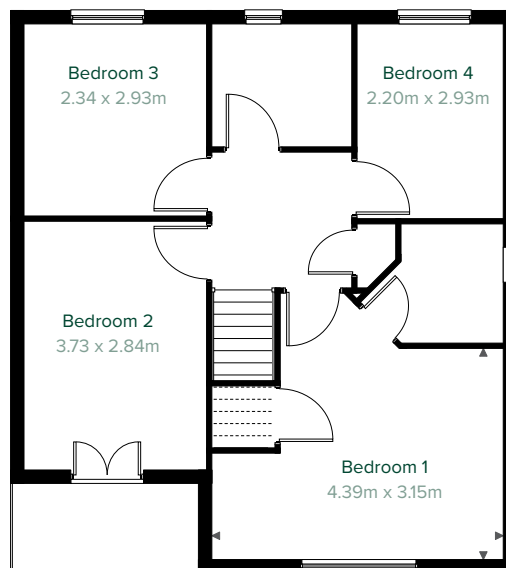 Bedroom 3
2.34 x 2.93m
Bedroom 4
2.20m x 2.93m
Bedroom 2
3.73 x 2.84m
Bedroom 1
4.39m x 3.15m